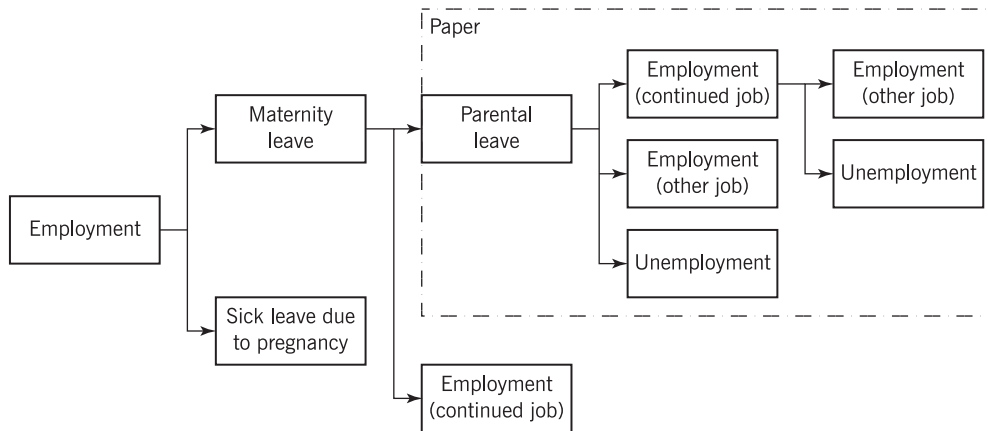 Paper
Employment
(continued job)
Employment
(other job)
Maternity
leave
Parental
leave
Employment
(other job)
Unemployment
Employment
Unemployment
Sick leave due
to pregnancy
Employment
(continued job)